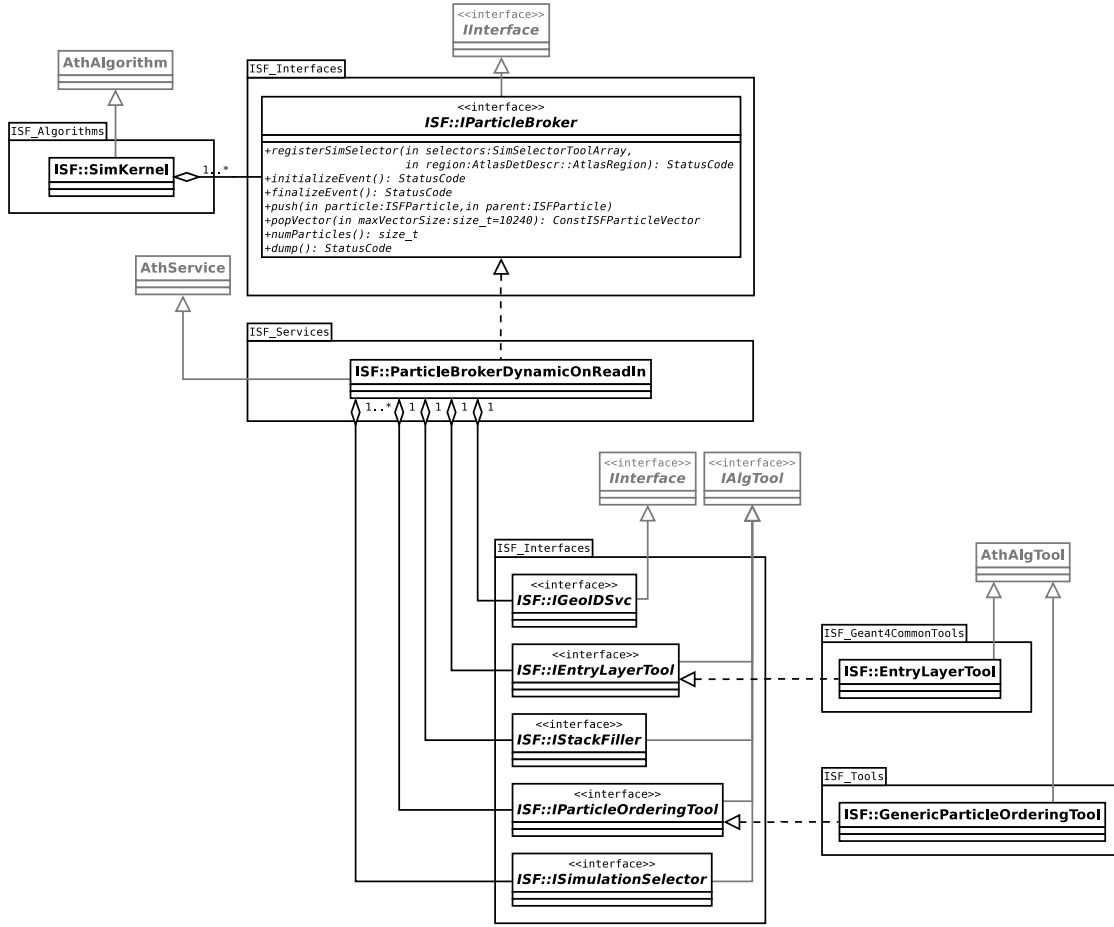 <<interface>>
IInterface
AthAlgorithm
ISF_Interfaces
<<interface>>
ISF::IParticleBroker
ISF_Algorithms
+registerSimSelector(in selectors:SimSelectorToolArray,
in region:AtlasDetDescr::AtlasRegion): StatusCode
ISF::SimKernel
1..*
+initializeEvent(): StatusCode
+finalizeEvent(): StatusCode
+push(in particle:ISFParticle,in parent:ISFParticle)
+popVector(in maxVectorSize:size_t=10240): ConstISFParticleVector
+numParticles(): size_t
+dump(): StatusCode
AthService
ISF_Services
ISF::ParticleBrokerDynamicOnReadIn
1..* 1 1 1 1
<<interface>>
IInterface
<<interface>>
IAlgTool
ISF_Interfaces
AthAlgTool
<<interface>>
ISF::IGeoIDSvc
ISF_Geant4CommonTools
<<interface>>
ISF::IEntryLayerTool
ISF::EntryLayerTool
<<interface>>
ISF::IStackFiller
ISF_Tools
<<interface>>
ISF::IParticleOrderingTool
ISF::GenericParticleOrderingTool
<<interface>>
ISF::ISimulationSelector